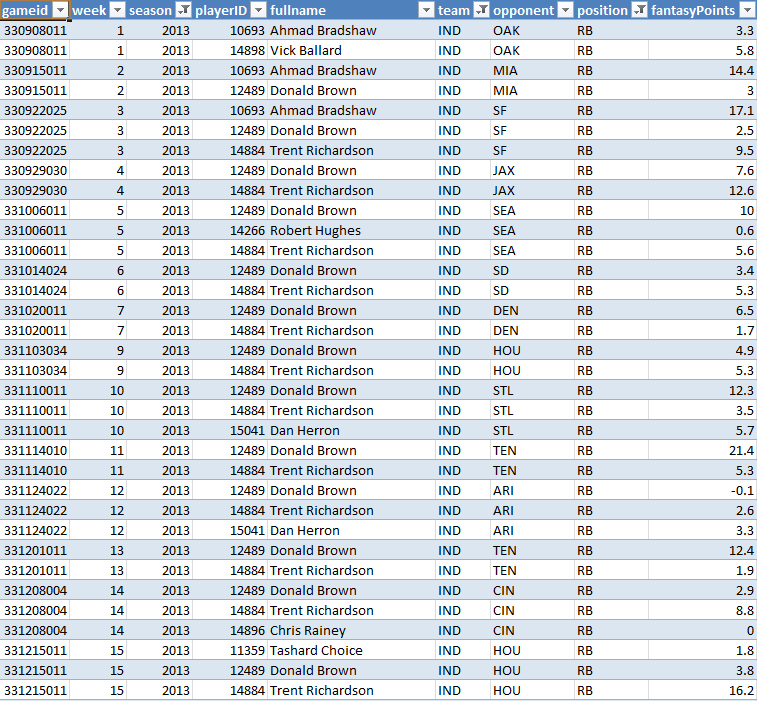 gameid week season playerID fullname team opponent position fantasyPoints
330908011 1 2013 10693 Ahmad Bradshaw IND OAK RB 3.3
330908011 1 2013 14898 Vick Ballard IND OAK RB 5.8
330915011 2 2013 10693 Ahmad Bradshaw IND MIA RB 14.4
330915011 2 2013 12489 Donald Brown IND MIA RB 3
330922025 3 2013 10693 Ahmad Bradshaw IND SF RB 17.1
330922025 3 2013 12489 Donald Brown IND SF RB 2.5
330922025 3 2013 14884 Trent Richardson IND SF RB 9.5
330929030 4 2013 12489 Donald Brown IND JAX RB 7.6
330929030 4 2013 14884 Trent Richardson IND JAX RB 12.6
331006011 5 2013 12489 Donald Brown IND SEA RB 10
331006011 5 2013 14266 Robert Hughes IND SEA RB 0.6
331006011 5 2013 14884 Trent Richardson IND SEA RB 5.6
331014024 6 2013 12489 Donald Brown IND SD RB 3.4
331014024 6 2013 14884 Trent Richardson IND SD RB 5.3
331020011 7 2013 12489 Donald Brown IND DEN RB 6.5
331020011 7 2013 14884 Trent Richardson IND DEN RB 1.7
331103034 9 2013 12489 Donald Brown IND HOU RB 4.9
331103034 9 2013 14884 Trent Richardson IND HOU RB 5.3
331110011 10 2013 12489 Donald Brown IND STL RB 12.3
331110011 10 2013 14884 Trent Richardson IND STL RB 3.5
331110011 10 2013 15041 Dan Herron IND STL RB 5.7
331114010 11 2013 12489 Donald Brown IND TEN RB 21.4
331114010 11 2013 14884 Trent Richardson IND TEN RB 5.3
331124022 12 2013 12489 Donald Brown IND ARI RB -0.1
331124022 12 2013 14884 Trent Richardson IND ARI RB 2.6
331124022 12 2013 15041 Dan Herron IND ARI RB 3.3
331201011 13 2013 12489 Donald Brown IND TEN RB 12.4
331201011 13 2013 14884 Trent Richardson IND TEN RB 1.9
331208004 14 2013 12489 Donald Brown IND CIN RB 2.9
331208004 14 2013 14884 Trent Richardson IND CIN RB 8.8
331208004 14 2013 14896 Chris Rainey IND CIN RB 0
331215011 15 2013 11359 Tashard Choice IND HOU RB 1.8
331215011 15 2013 12489 Donald Brown IND HOU RB 3.8
331215011 15 2013 14884 Trent Richardson IND HOU RB 16.2